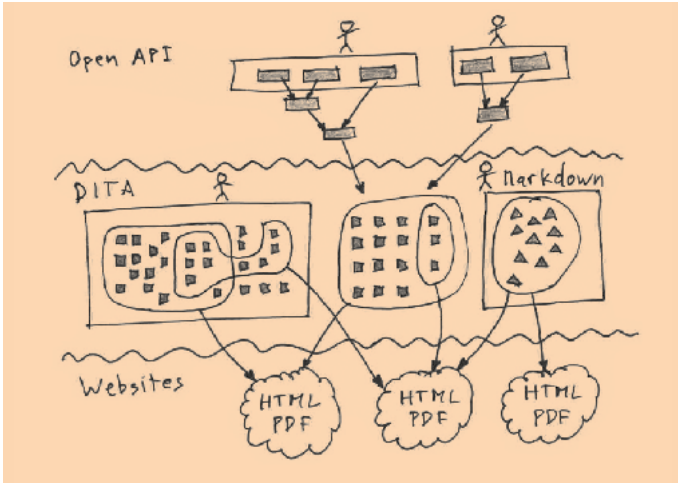 Open API
DITA
Markdown
Websites
HTML
PDF
HTML
PDF
HTML
PDF